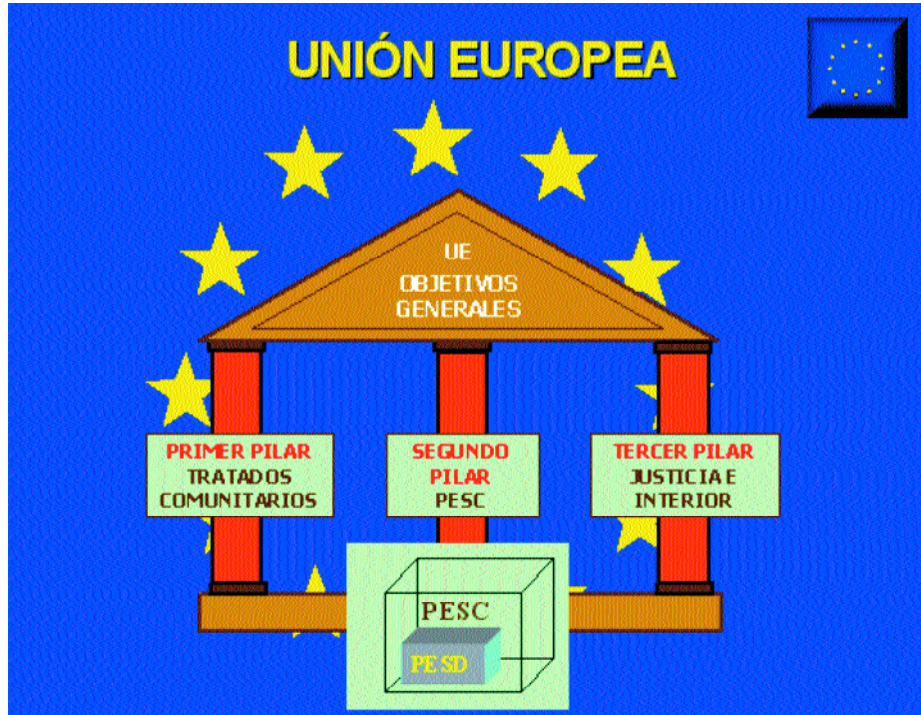 UNIÓN EUROPEA
UE
OBJETIVOS
GENERALES
PRIMER PILAR
TRATADOS
COMUNITARIOS
SEGUNDO
PILAR
PESC
TERCER PILAR
JUSTICIA E
INTERIOR
PESC
PESD